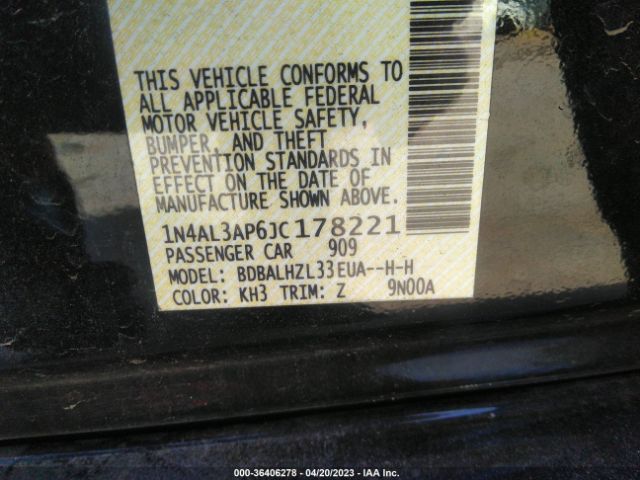 THIS VEHICLE CONFORMS TO
ALL APPLICABLE FEDERAL
MOTOR VEHICLE SAFETY,
BUMPER, AND THEFT
PREVENTION STANDARDS IN
EFFECT ON THE DATE OF
MANUFACTURE SHOWN ABOVE.
1N4AL3AP6JC178221
PASSENGER CAR 909
MODEL: BDBALHZL33EUA--H-H
COLOR: KH3 TRIM: Z 9N00A
000-36406278 - 04/20/2023 - IAA Inc.